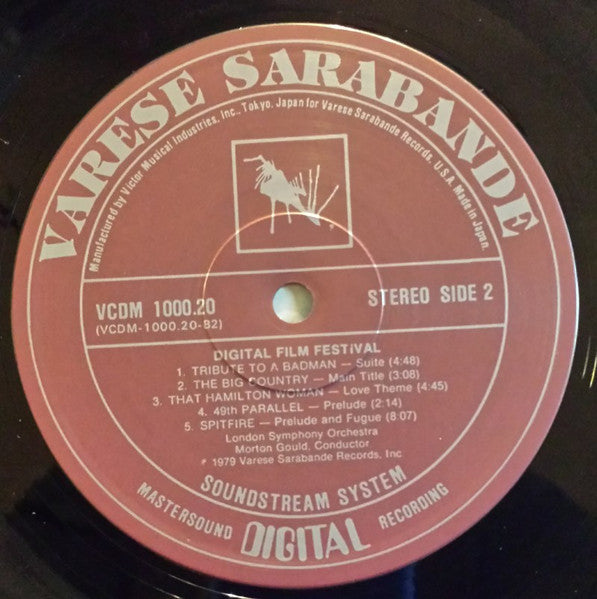 VARESE SARABANDE
Manufactured by Victor Musical Industries, Inc., Tokyo, Japan for Varese Sarabande Records, U.S.A. Made in Japan.
®
VCDM 1000.20
(VCDM-1000.20-B2)
STEREO SIDE 2
DIGITAL FILM FESTIVAL
1. TRIBUTE TO A BADMAN — Suite (4:48)
2. THE BIG COUNTRY — Main Title (3:08)
3. THAT HAMILTON WOMAN — Love Theme (4:45)
4. 49th PARALLEL — Prelude (2:14)
5. SPITFIRE — Prelude and Fugue (8:07)
London Symphony Orchestra
Morton Gould, Conductor
℗ 1979 Varese Sarabande Records, Inc
SOUNDSTREAM SYSTEM
MASTERSOUND DIGITAL RECORDING